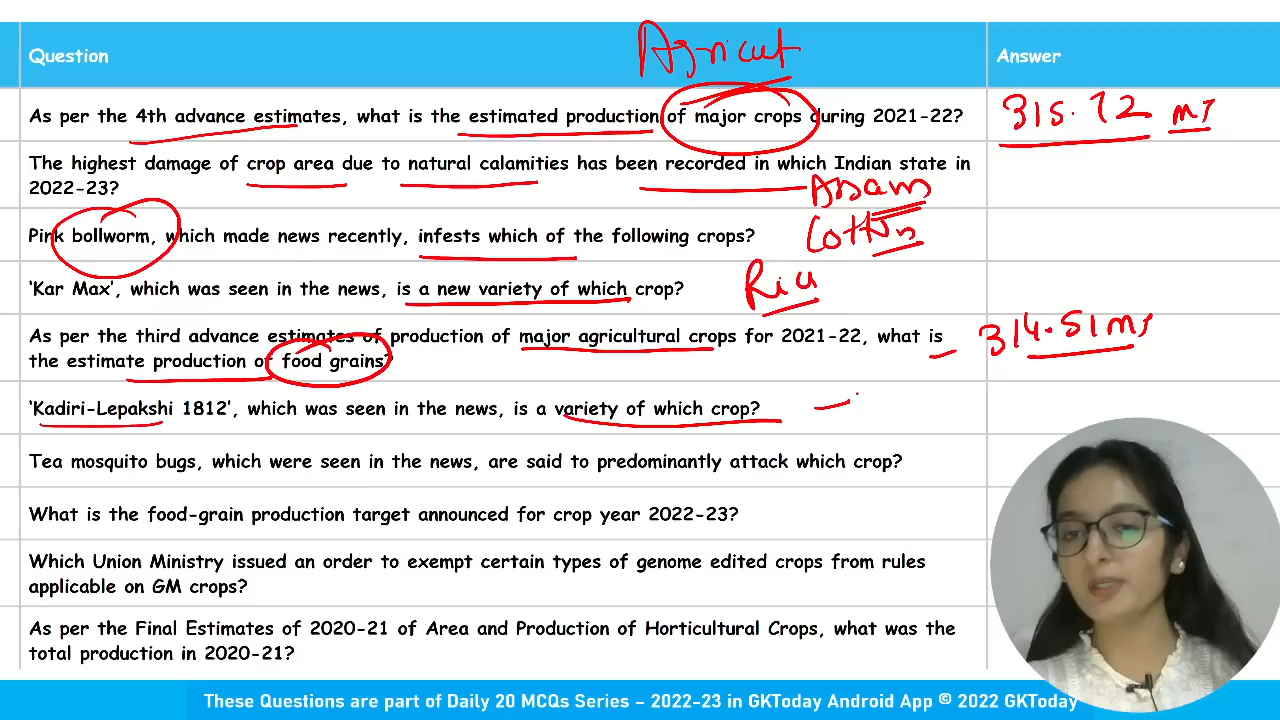 Agricut
Question
Answer
As per the 4th advance estimates, what is the estimated production of major crops during 2021-22?
315.72 mt
The highest damage of crop area due to natural calamities has been recorded in which Indian state in
2022-23?
Assam
Pink bollworm, which made news recently, infests which of the following crops?
Cotton
'Kar Max', which was seen in the news, is a new variety of which crop?
Rice
As per the third advance estimates of production of major agricultural crops for 2021-22, what is
the estimate production of food grains?
314.51 mt
'Kadiri-Lepakshi 1812', which was seen in the news, is a variety of which crop?
Tea mosquito bugs, which were seen in the news, are said to predominantly attack which crop?
What is the food-grain production target announced for crop year 2022-23?
Which Union Ministry issued an order to exempt certain types of genome edited crops from rules
applicable on GM crops?
As per the Final Estimates of 2020-21 of Area and Production of Horticultural Crops, what was the
total production in 2020-21?
These Questions are part of Daily 20 MCQs Series – 2022-23 in GKToday Android App © 2022 GKToday